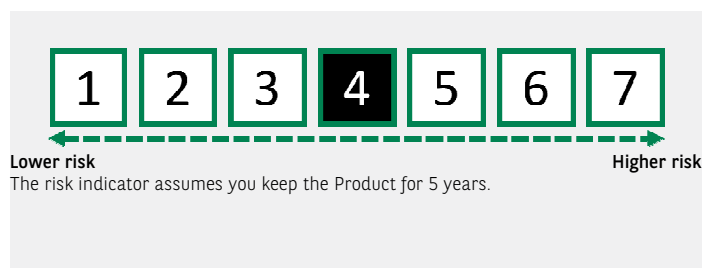 1 2 3 4 5 6 7
Lower risk Higher risk
The risk indicator assumes you keep the Product for 5 years.